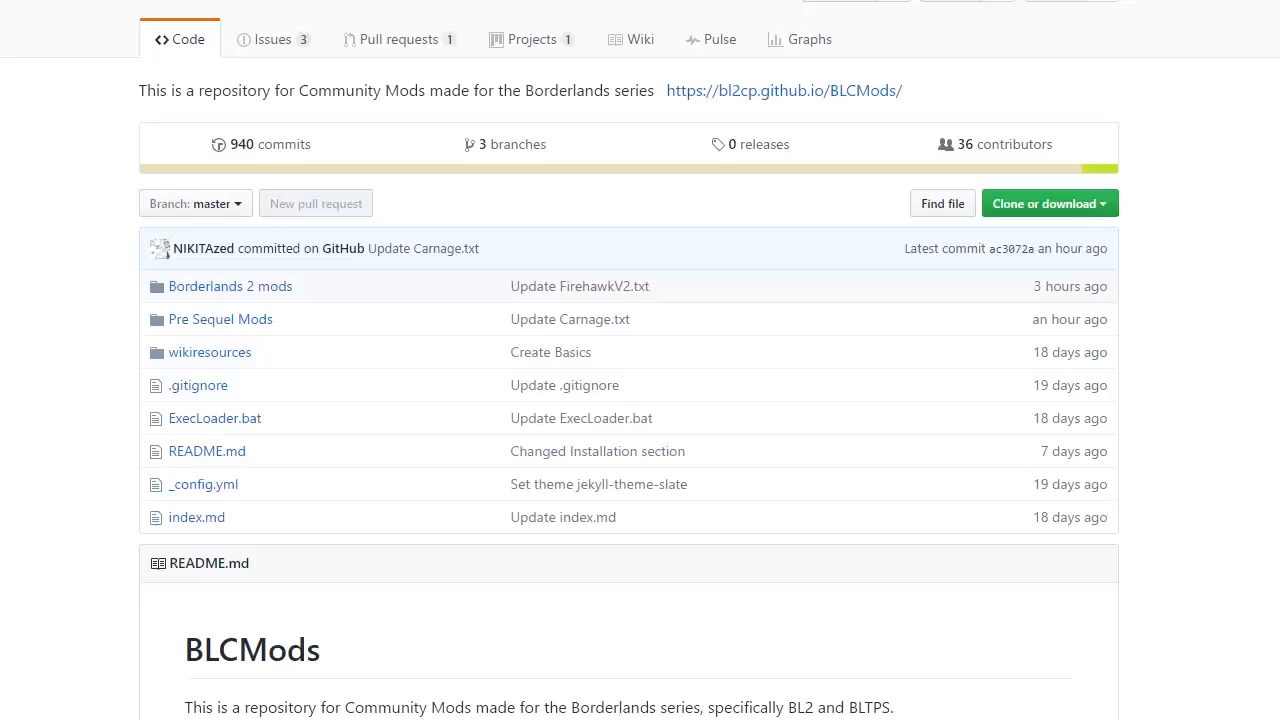 Code Issues 3 Pull requests 1 Projects 1 Wiki Pulse Graphs
This is a repository for Community Mods made for the Borderlands series https://bl2cp.github.io/BLCMods/
940 commits 3 branches 0 releases 36 contributors
Branch: master New pull request Find file Clone or download
NIKITAzed committed on GitHub Update Carnage.txt Latest commit ac3072a an hour ago
Borderlands 2 mods Update FirehawkV2.txt 3 hours ago
Pre Sequel Mods Update Carnage.txt an hour ago
wikiresources Create Basics 18 days ago
.gitignore Update .gitignore 19 days ago
ExecLoader.bat Update ExecLoader.bat 18 days ago
README.md Changed Installation section 7 days ago
_config.yml Set theme jekyll-theme-slate 19 days ago
index.md Update index.md 18 days ago
README.md
BLCMods
This is a repository for Community Mods made for the Borderlands series, specifically BL2 and BLTPS.